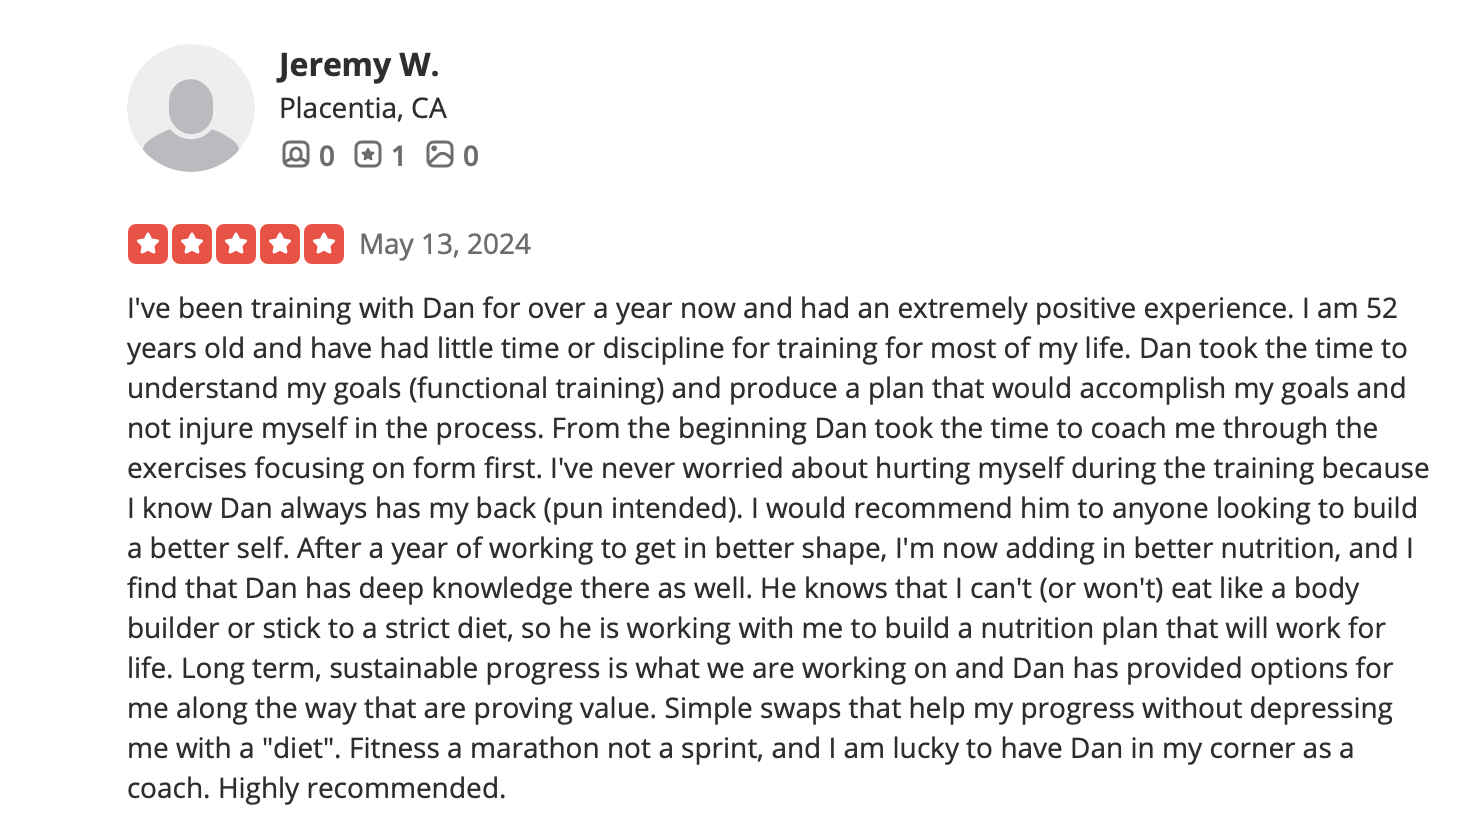 Jeremy W.
Placentia, CA
0 1 0
May 13, 2024
I've been training with Dan for over a year now and had an extremely positive experience. I am 52
years old and have had little time or discipline for training for most of my life. Dan took the time to
understand my goals (functional training) and produce a plan that would accomplish my goals and
not injure myself in the process. From the beginning Dan took the time to coach me through the
exercises focusing on form first. I've never worried about hurting myself during the training because
I know Dan always has my back (pun intended). I would recommend him to anyone looking to build
a better self. After a year of working to get in better shape, I'm now adding in better nutrition, and I
find that Dan has deep knowledge there as well. He knows that I can't (or won't) eat like a body
builder or stick to a strict diet, so he is working with me to build a nutrition plan that will work for
life. Long term, sustainable progress is what we are working on and Dan has provided options for
me along the way that are proving value. Simple swaps that help my progress without depressing
me with a "diet". Fitness a marathon not a sprint, and I am lucky to have Dan in my corner as a
coach. Highly recommended.